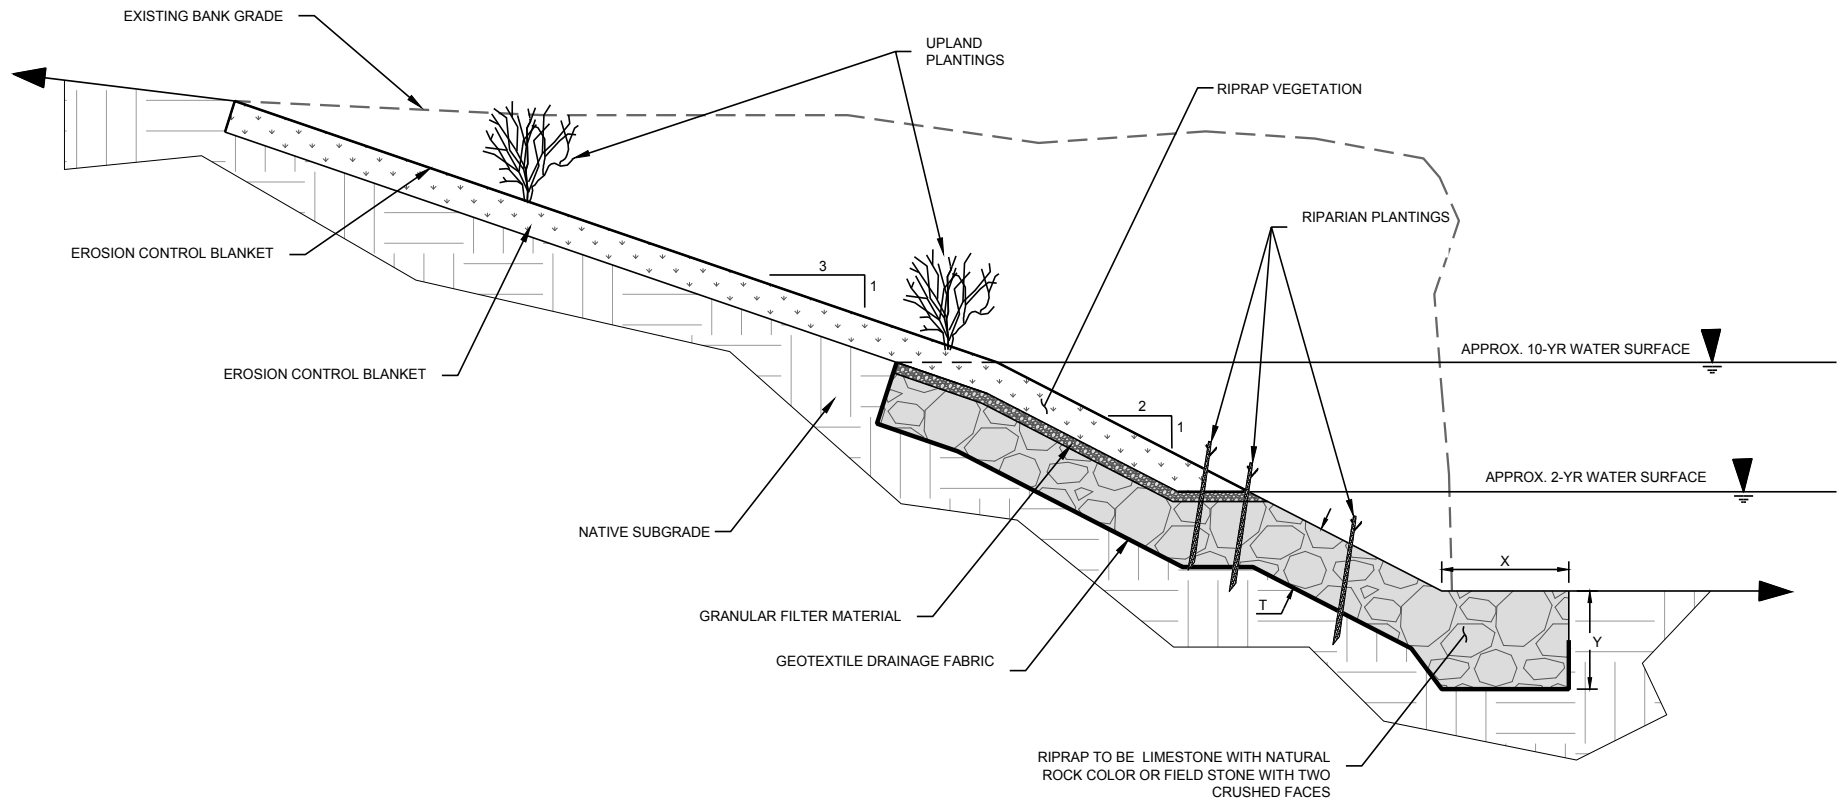 EXISTING BANK GRADE
UPLAND
PLANTINGS
RIPRAP VEGETATION
RIPARIAN PLANTINGS
EROSION CONTROL BLANKET
3
1
APPROX. 10-YR WATER SURFACE
EROSION CONTROL BLANKET
2
1
APPROX. 2-YR WATER SURFACE
NATIVE SUBGRADE
X
T
GRANULAR FILTER MATERIAL
Y
GEOTEXTILE DRAINAGE FABRIC
RIPRAP TO BE LIMESTONE WITH NATURAL
ROCK COLOR OR FIELD STONE WITH TWO
CRUSHED FACES